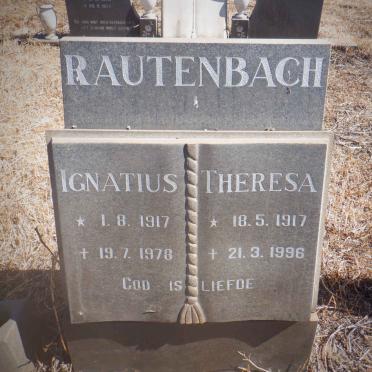 RAUTENBACH
IGNATIUS THERESA
* 1.8.1917 * 18.5.1917
† 19.7.1978 † 21.3.1996
GOD IS LIEFDE